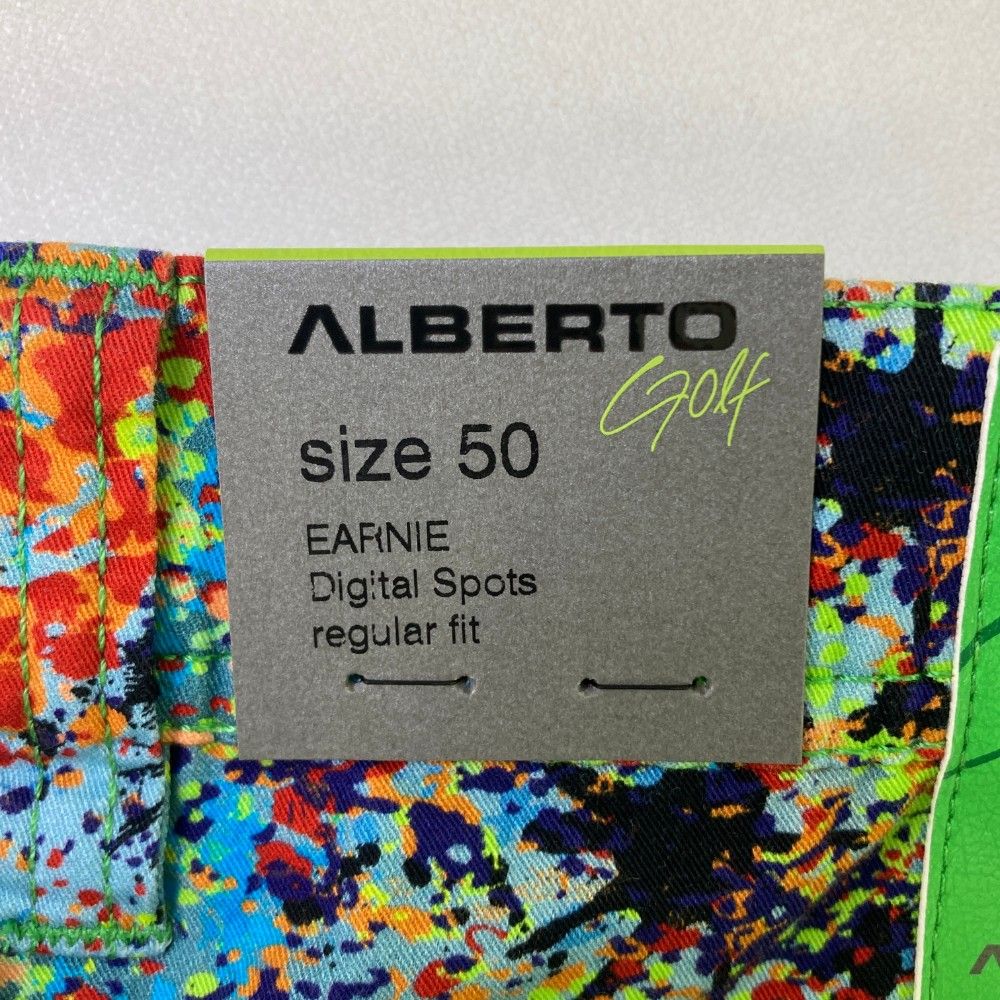 ALBERTO
Golf
size 50
EARNIE
Digital Spots
regular fit